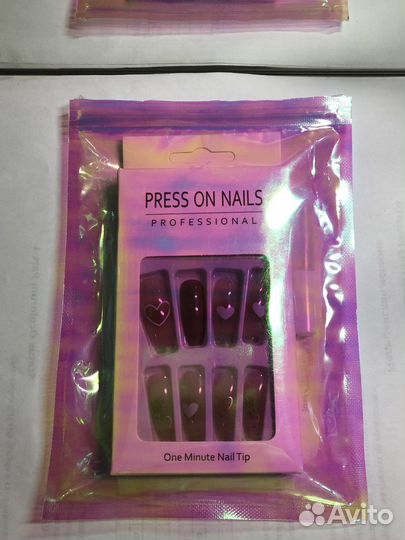 PRESS ON NAILS
PROFESSIONAL
One Minute Nail Tip
Avito